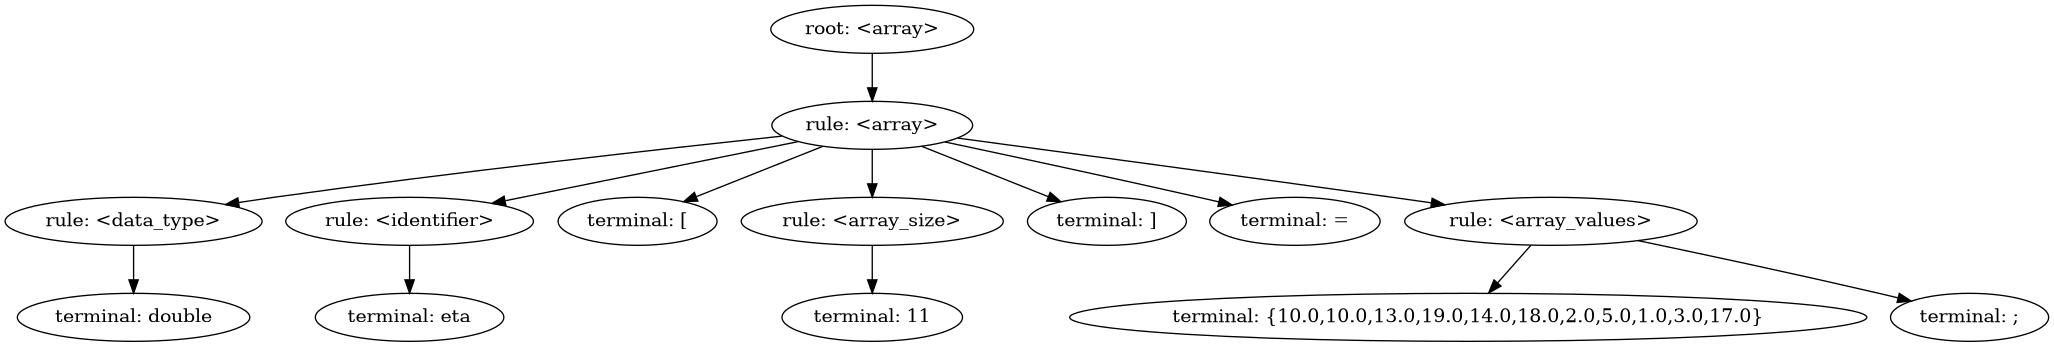 root: <array>
rule: <array>
rule: <data_type>
rule: <identifier>
terminal: [
rule: <array_size>
terminal: ]
terminal: =
rule: <array_values>
terminal: double
terminal: eta
terminal: 11
terminal: {10.0,10.0,13.0,19.0,14.0,18.0,2.0,5.0,1.0,3.0,17.0}
terminal: ;